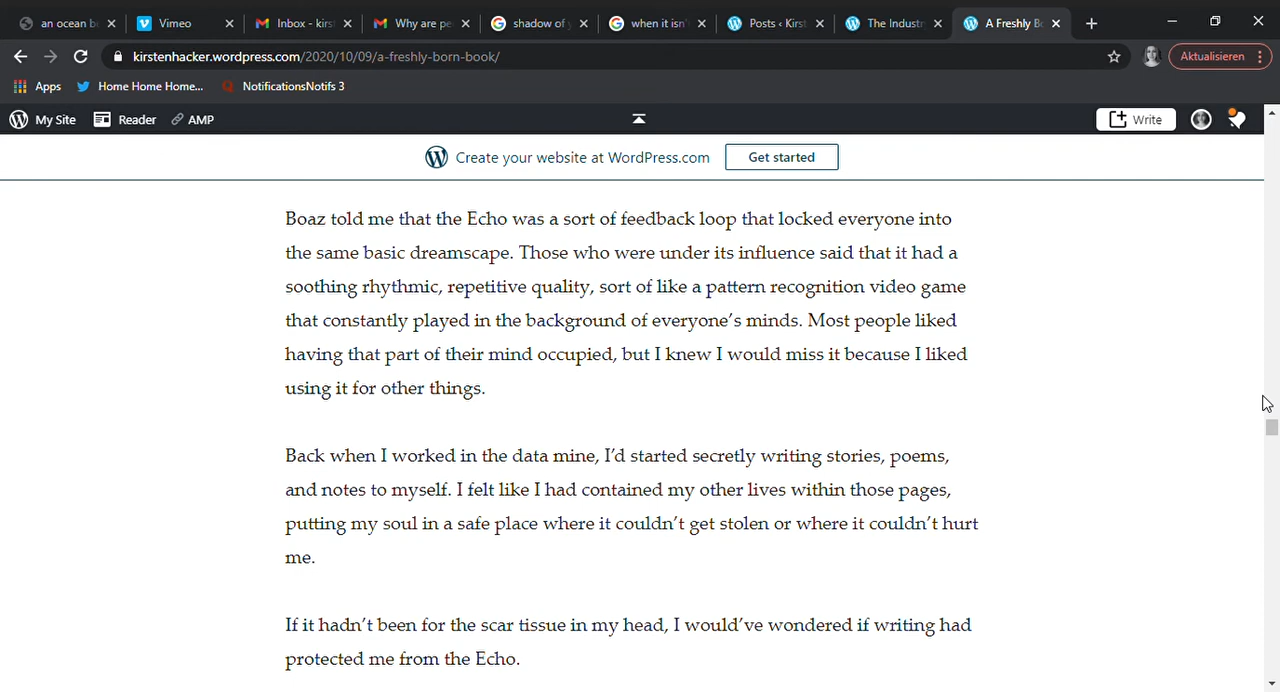 an ocean b
Vimeo
Inbox - kirst
Why are pe
shadow of y
when it isn'
Posts ‹ Kirst
The Industr
A Freshly Bo
kirstenhacker.wordpress.com/2020/10/09/a-freshly-born-book/
Aktualisieren
Apps
Home Home Home...
NotificationsNotifs 3
My Site
Reader
AMP
Write
Create your website at WordPress.com
Get started
Boaz told me that the Echo was a sort of feedback loop that locked everyone into
the same basic dreamscape. Those who were under its influence said that it had a
soothing rhythmic, repetitive quality, sort of like a pattern recognition video game
that constantly played in the background of everyone’s minds. Most people liked
having that part of their mind occupied, but I knew I would miss it because I liked
using it for other things.
Back when I worked in the data mine, I’d started secretly writing stories, poems,
and notes to myself. I felt like I had contained my other lives within those pages,
putting my soul in a safe place where it couldn’t get stolen or where it couldn’t hurt
me.
If it hadn’t been for the scar tissue in my head, I would’ve wondered if writing had
protected me from the Echo.